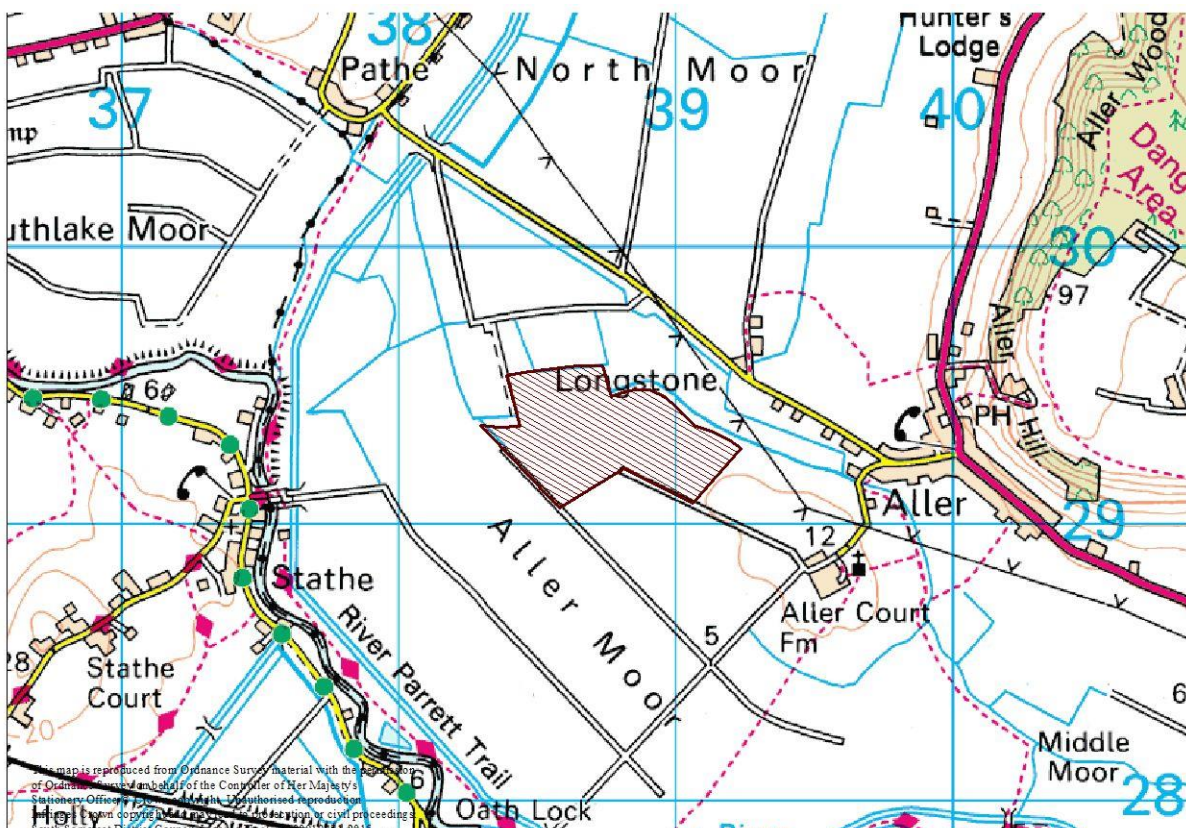 Hunter's
Lodge
38
Pathe
North Moor
37
39
40
Aller Wood
Dang
Area
mp
uthlake Moor
30
97
6
Longstone
Aller
Hill
PH
Aller
29
Aller Moor
12
Stathe
Aller Court
Fm
5
28
Stathe
Court
River Parrett Trail
20
6
Middle
Moor
28
6
Oath Lock
This map is reproduced from Ordnance Survey material with the permission
of Ordnance Survey on behalf of the Controller of Her Majesty's
Stationery Office © Crown copyright. Unauthorised reproduction
infringes Crown copyright and may lead to prosecution or civil proceedings